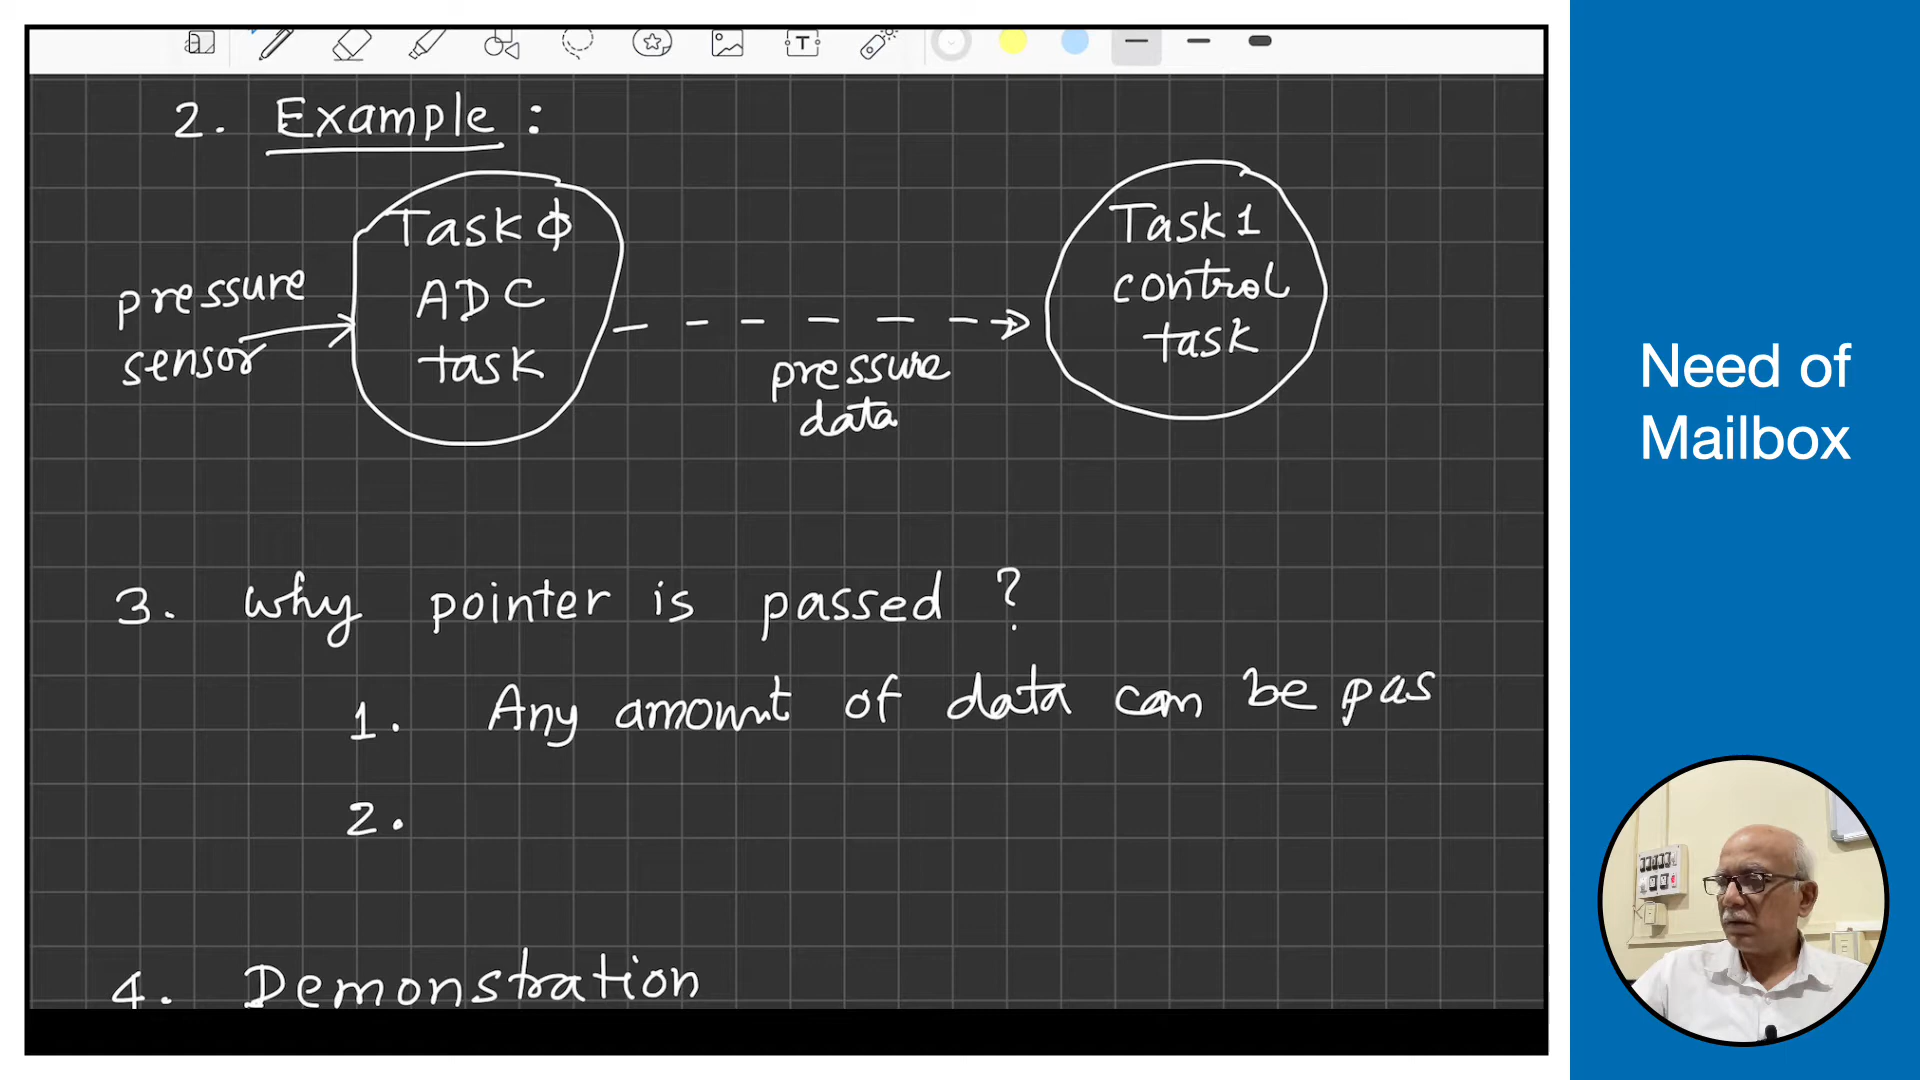 2. Example :
Task ϕ
ADC
task
pressure
sensor
pressure
data
Task 1
control
task
3. why pointer is passed ?
1. Any amount of data can be pas
2.
4. Demonstration
Need of
Mailbox